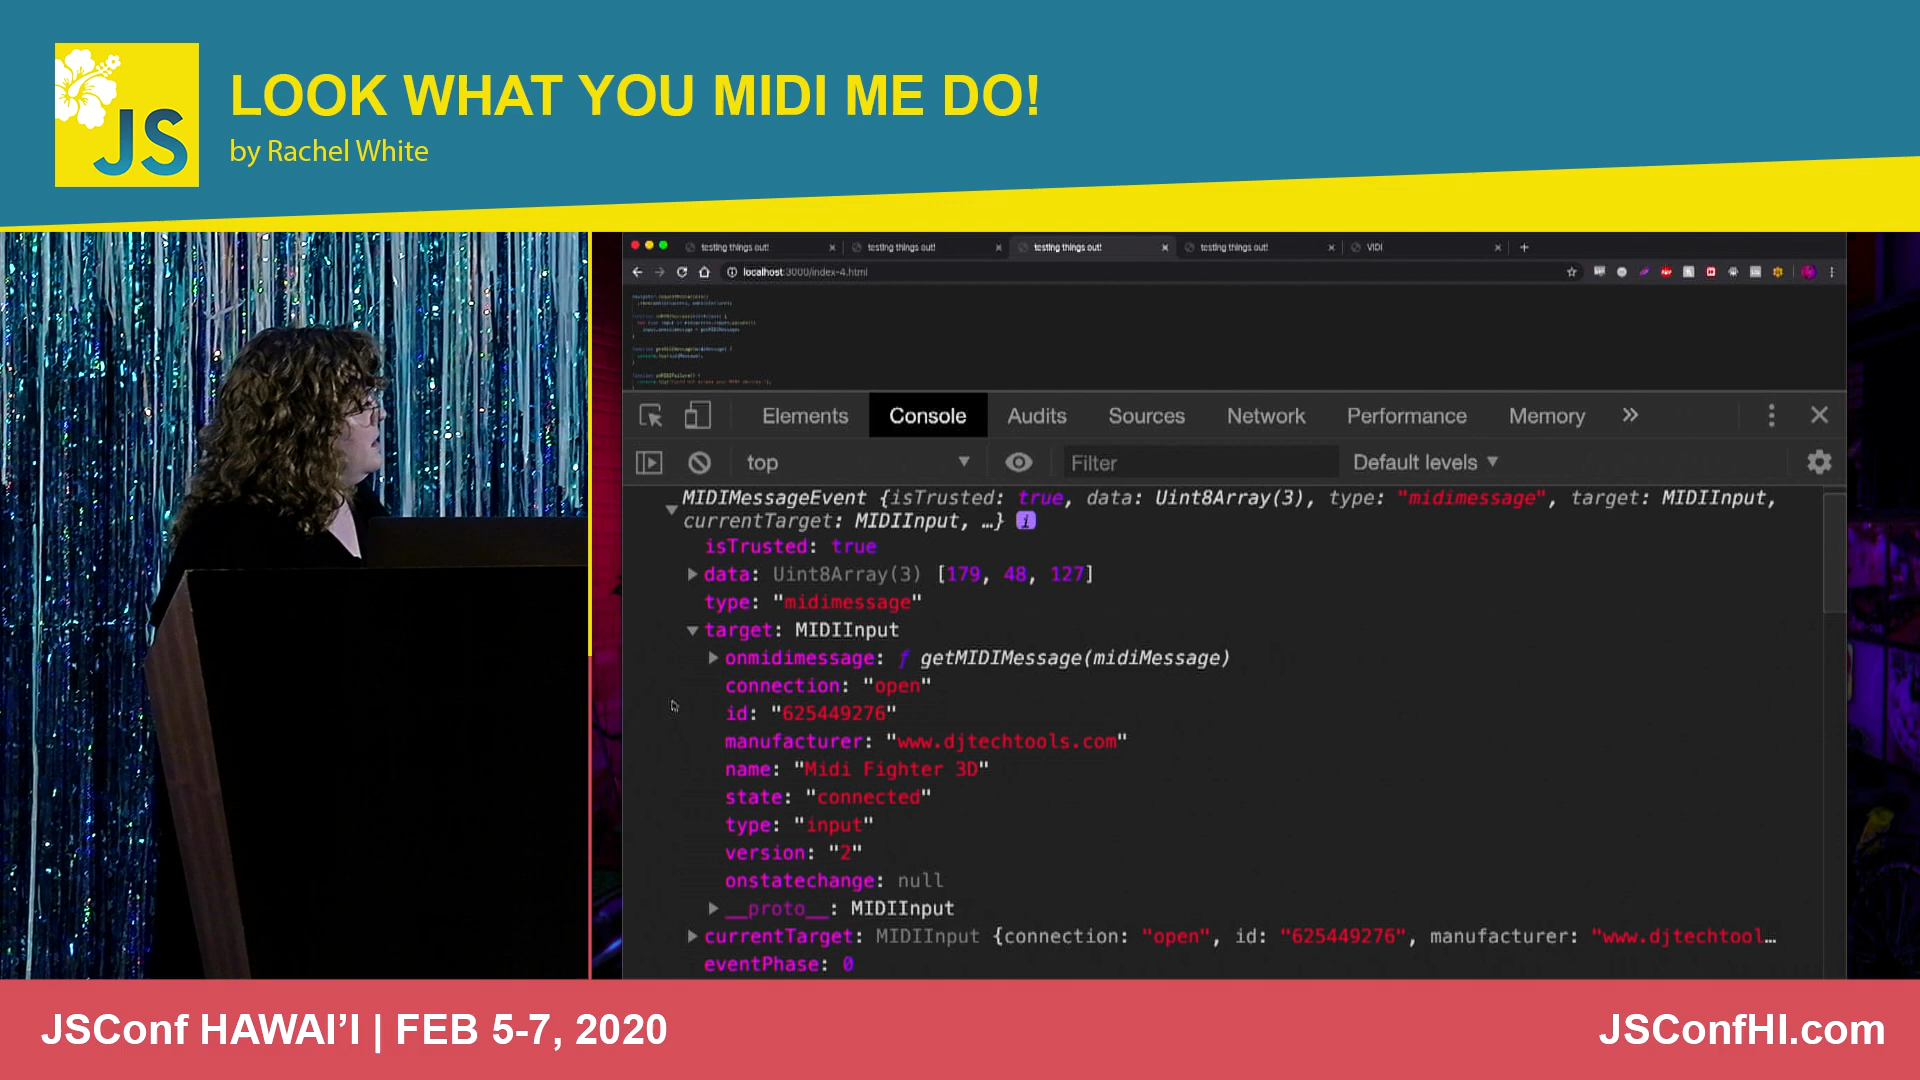 JS
LOOK WHAT YOU MIDI ME DO!
by Rachel White
testing things out!
testing things out!
testing things out!
testing things out!
VIDI
localhost:3000/index-4.html
Elements Console Audits Sources Network Performance Memory
top Filter Default levels
MIDIMessageEvent {isTrusted: true, data: Uint8Array(3), type: "midimessage", target: MIDIInput,
currentTarget: MIDIInput, …} i
isTrusted: true
data: Uint8Array(3) [179, 48, 127]
type: "midimessage"
target: MIDIInput
onmidimessage: ƒ getMIDIMessage(midiMessage)
connection: "open"
id: "625449276"
manufacturer: "www.djtechtools.com"
name: "Midi Fighter 3D"
state: "connected"
type: "input"
version: "2"
onstatechange: null
__proto__: MIDIInput
currentTarget: MIDIInput {connection: "open", id: "625449276", manufacturer: "www.djtechtool…
eventPhase: 0
JSConf HAWAI’I | FEB 5-7, 2020
JSConfHI.com